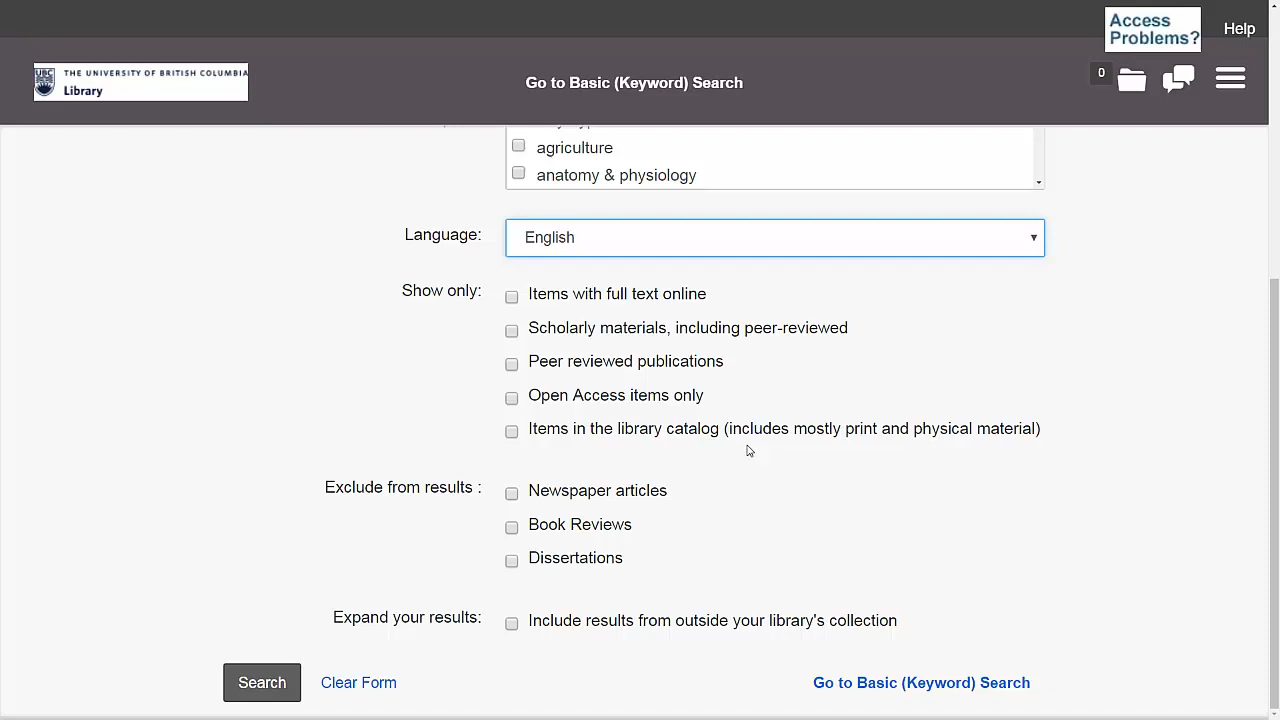 Access
Problems?
Help
UBC
THE UNIVERSITY OF BRITISH COLUMBIA
Library
Go to Basic (Keyword) Search
0
agriculture
anatomy & physiology
Language:
English
Show only:
Items with full text online
Scholarly materials, including peer-reviewed
Peer reviewed publications
Open Access items only
Items in the library catalog (includes mostly print and physical material)
Exclude from results :
Newspaper articles
Book Reviews
Dissertations
Expand your results:
Include results from outside your library's collection
Search
Clear Form
Go to Basic (Keyword) Search